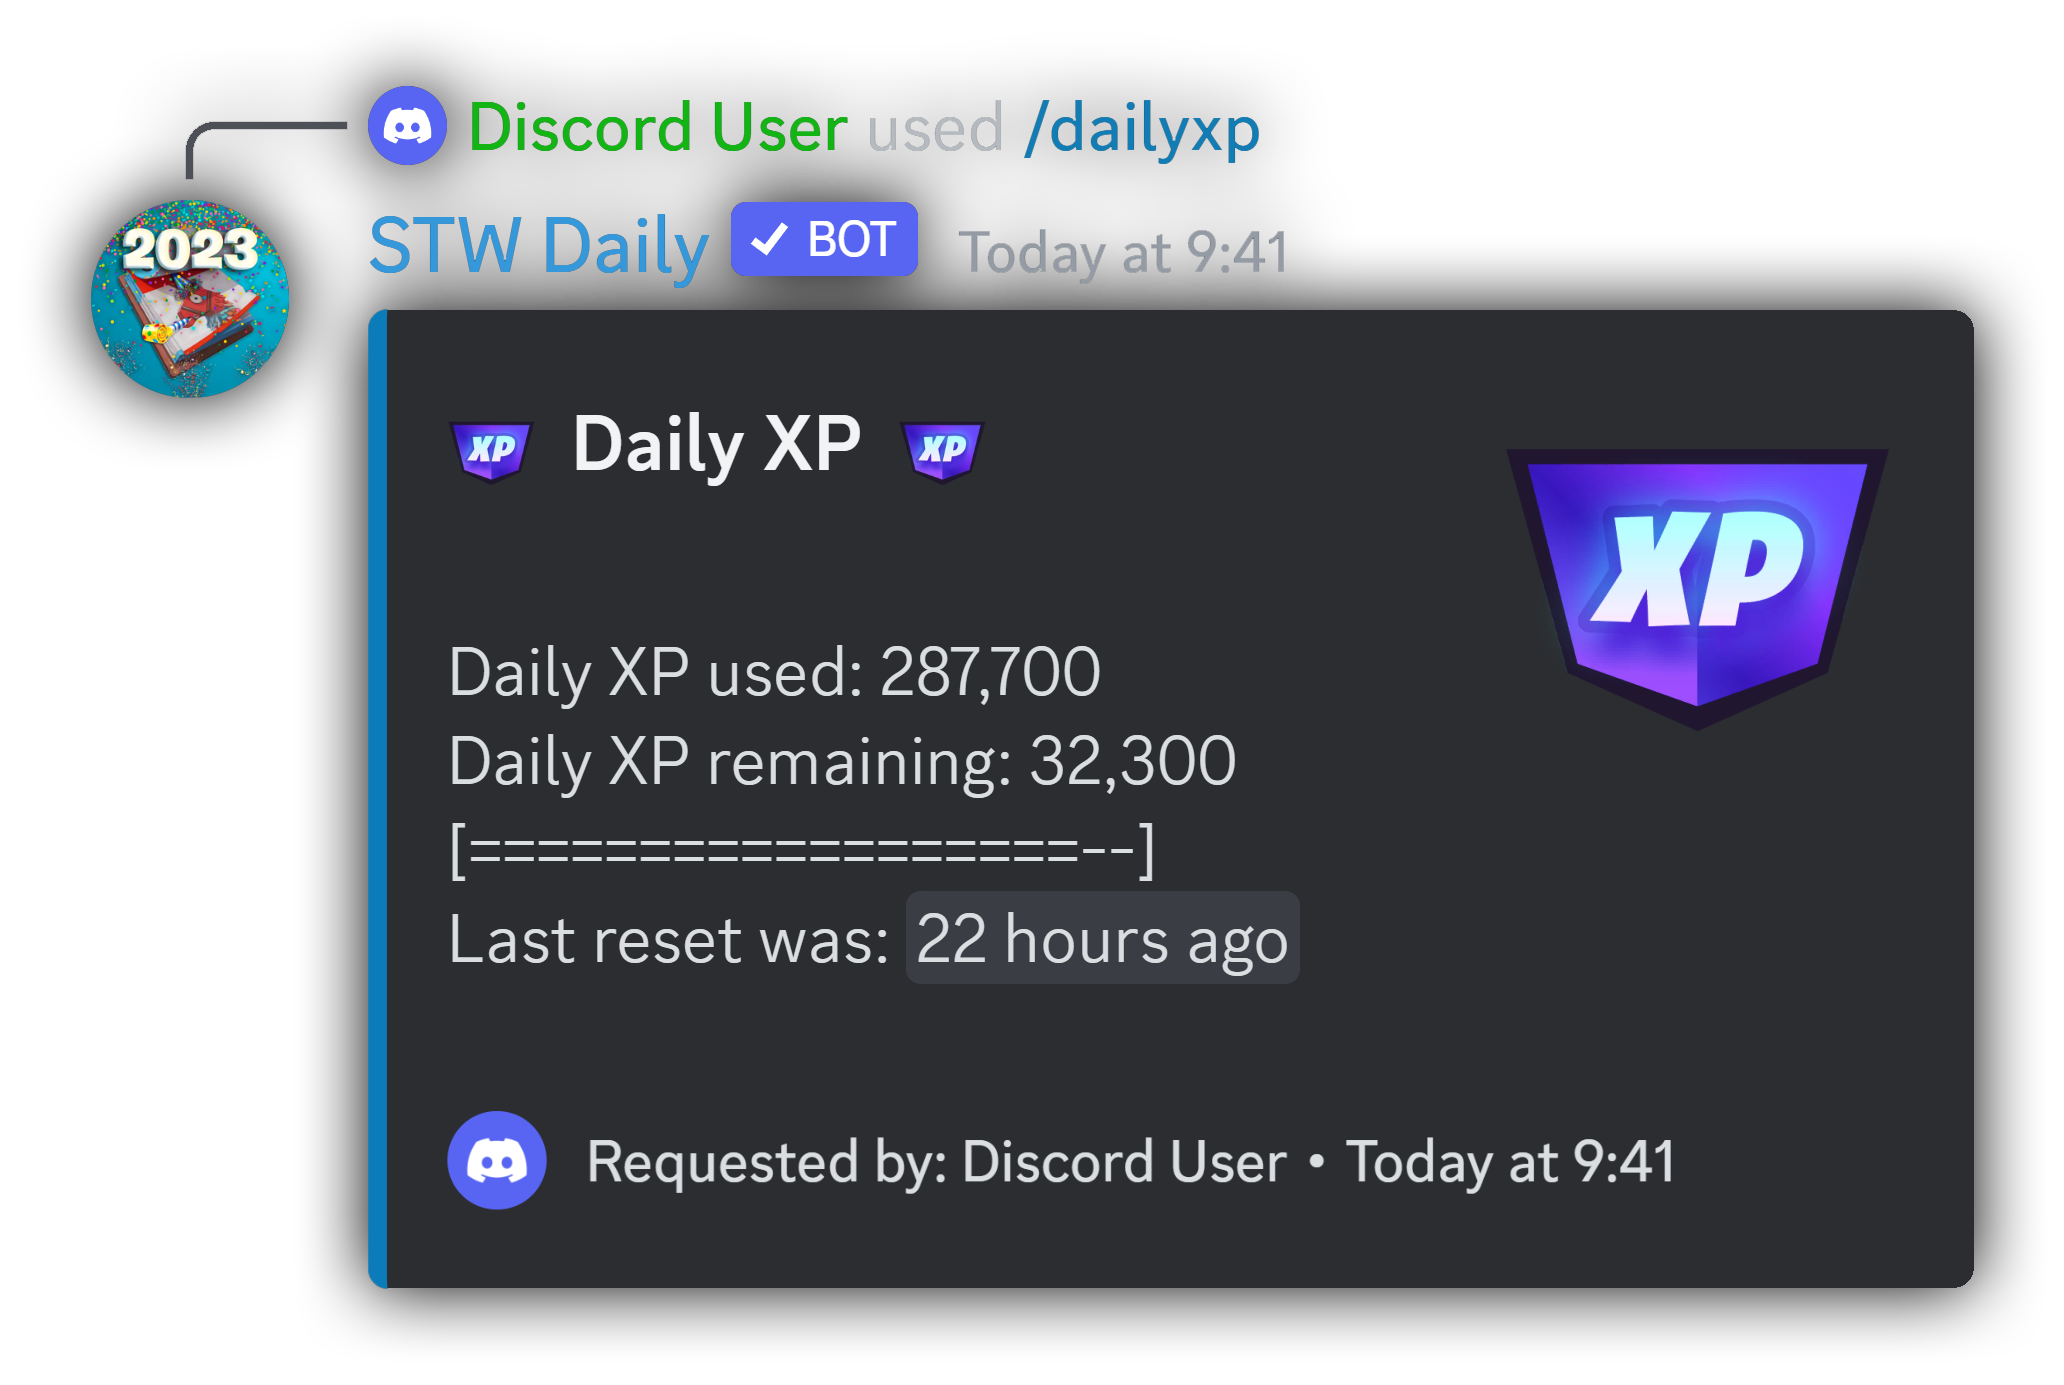 Discord User used /dailyxp
2023
STW Daily ✓ BOT Today at 9:41
XP Daily XP XP
XP
Daily XP used: 287,700
Daily XP remaining: 32,300
[==================--]
Last reset was: 22 hours ago
Requested by: Discord User • Today at 9:41